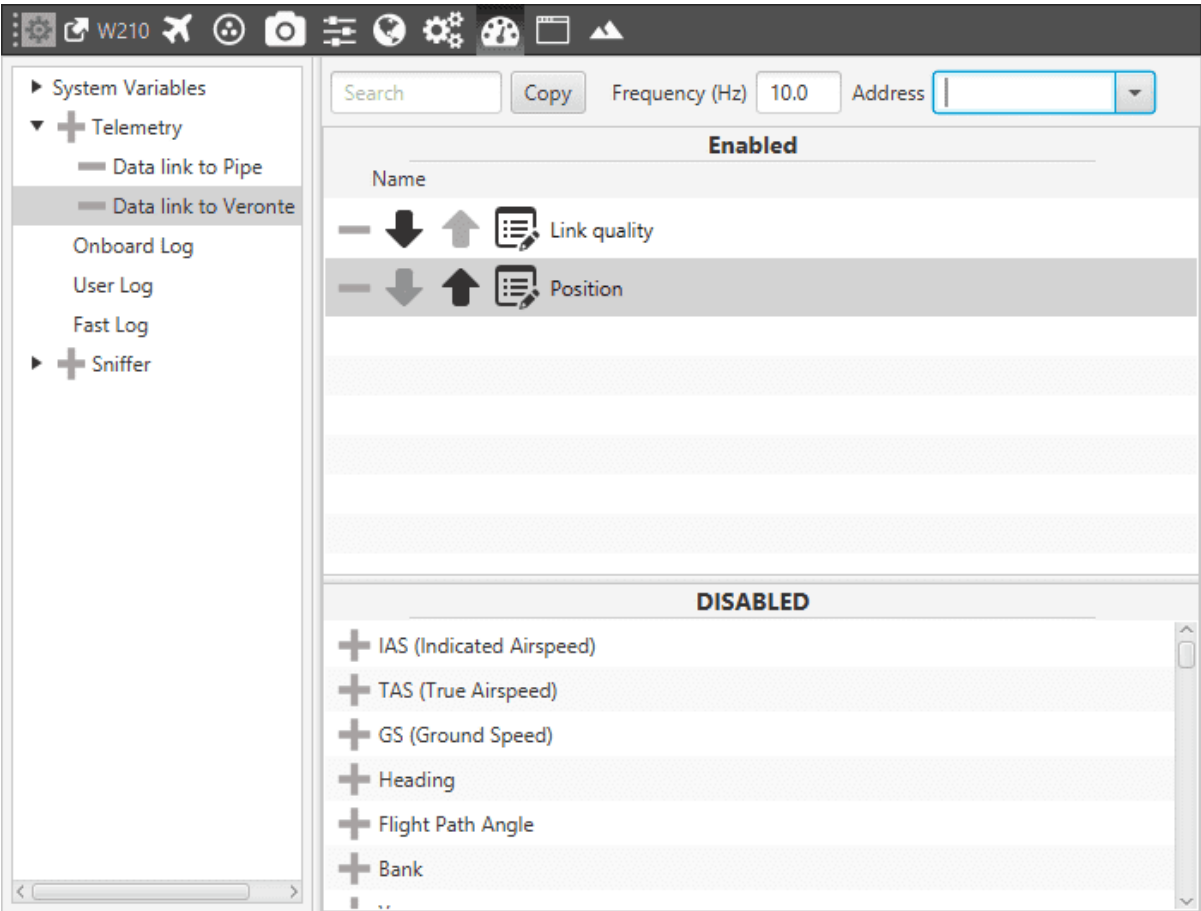 W210
System Variables
Telemetry
Data link to Pipe
Data link to Veronte
Onboard Log
User Log
Fast Log
Sniffer
Search Copy Frequency (Hz) 10.0 Address
Enabled
Name
Link quality
Position
DISABLED
IAS (Indicated Airspeed)
TAS (True Airspeed)
GS (Ground Speed)
Heading
Flight Path Angle
Bank